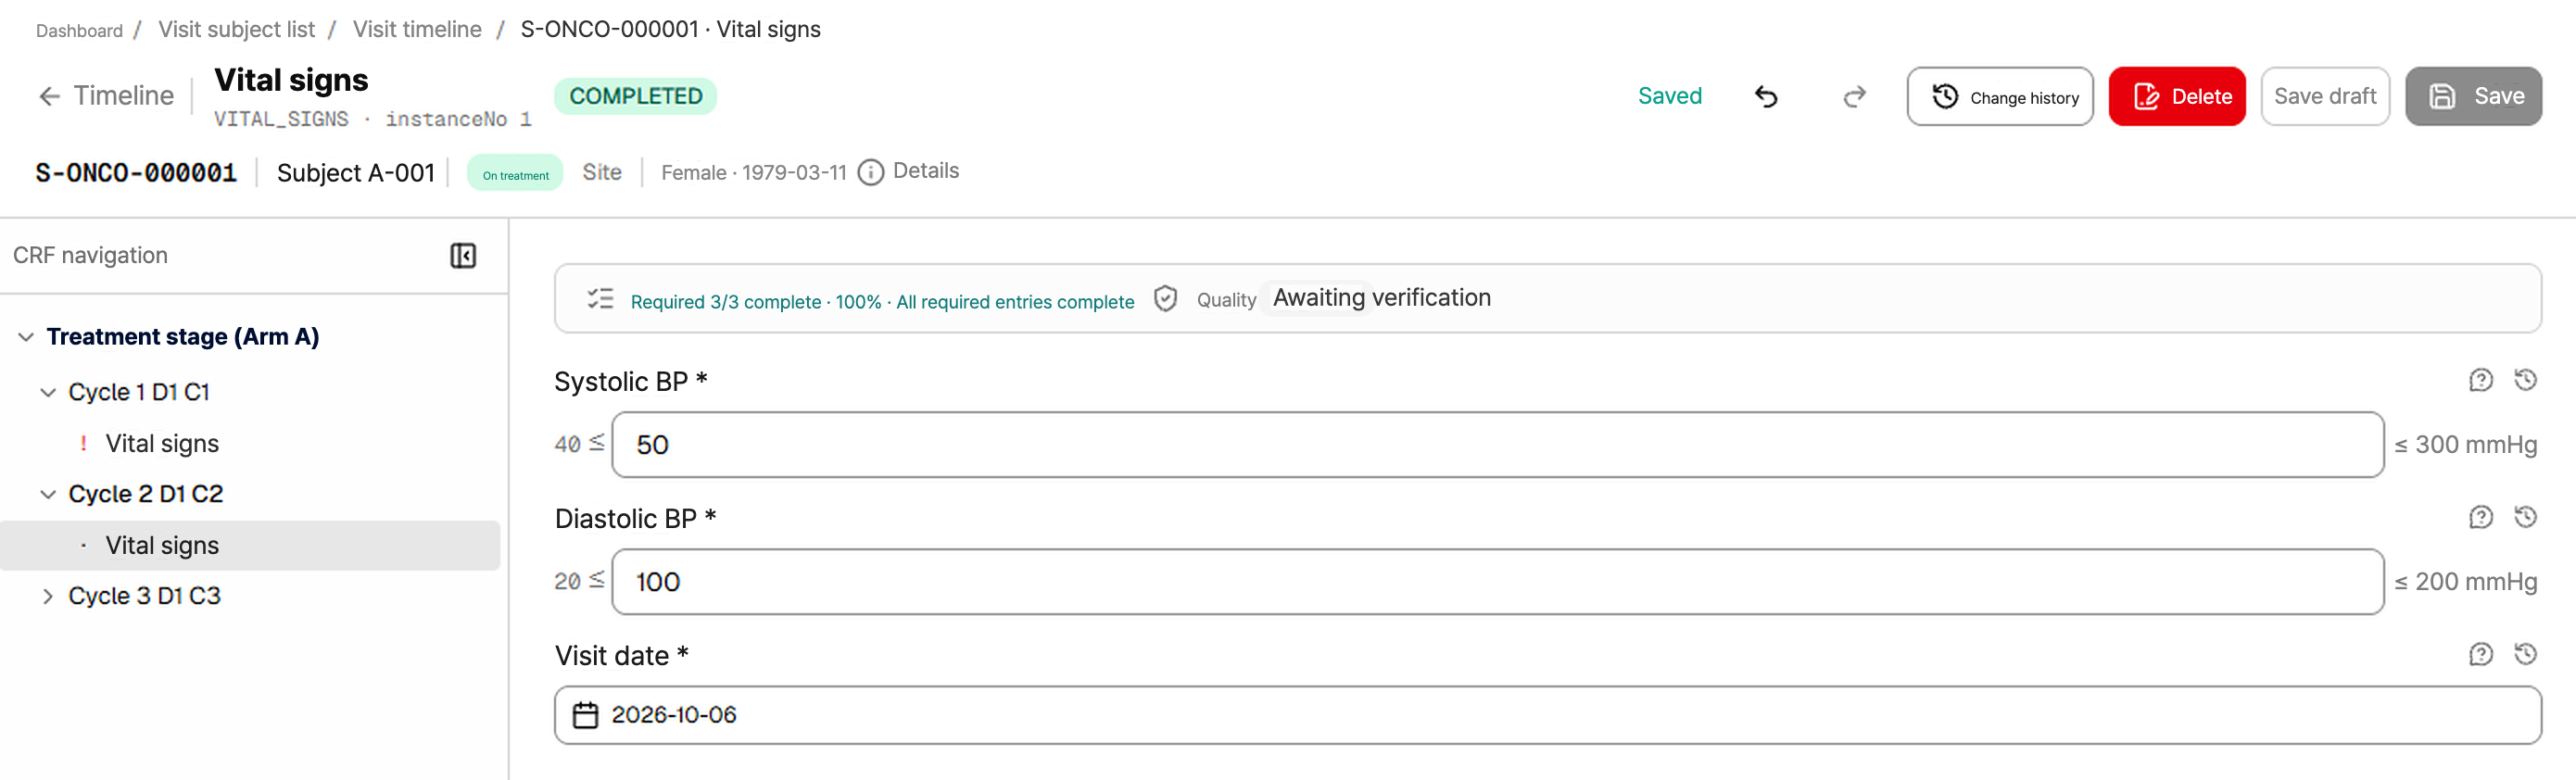 Dashboard / Visit subject list / Visit timeline / S-ONCO-000001 · Vital signs
← Timeline
Vital signs
VITAL_SIGNS · instanceNo 1
COMPLETED
Saved
Change history
Delete
Save draft
Save
S-ONCO-000001
Subject A-001
On treatment
Site
Female · 1979-03-11
Details
CRF navigation
Treatment stage (Arm A)
Cycle 1 D1 C1
! Vital signs
Cycle 2 D1 C2
· Vital signs
Cycle 3 D1 C3
Required 3/3 complete · 100% · All required entries complete
Quality Awaiting verification
Systolic BP *
40 ≤ 50 ≤ 300 mmHg
Diastolic BP *
20 ≤ 100 ≤ 200 mmHg
Visit date *
2026-10-06